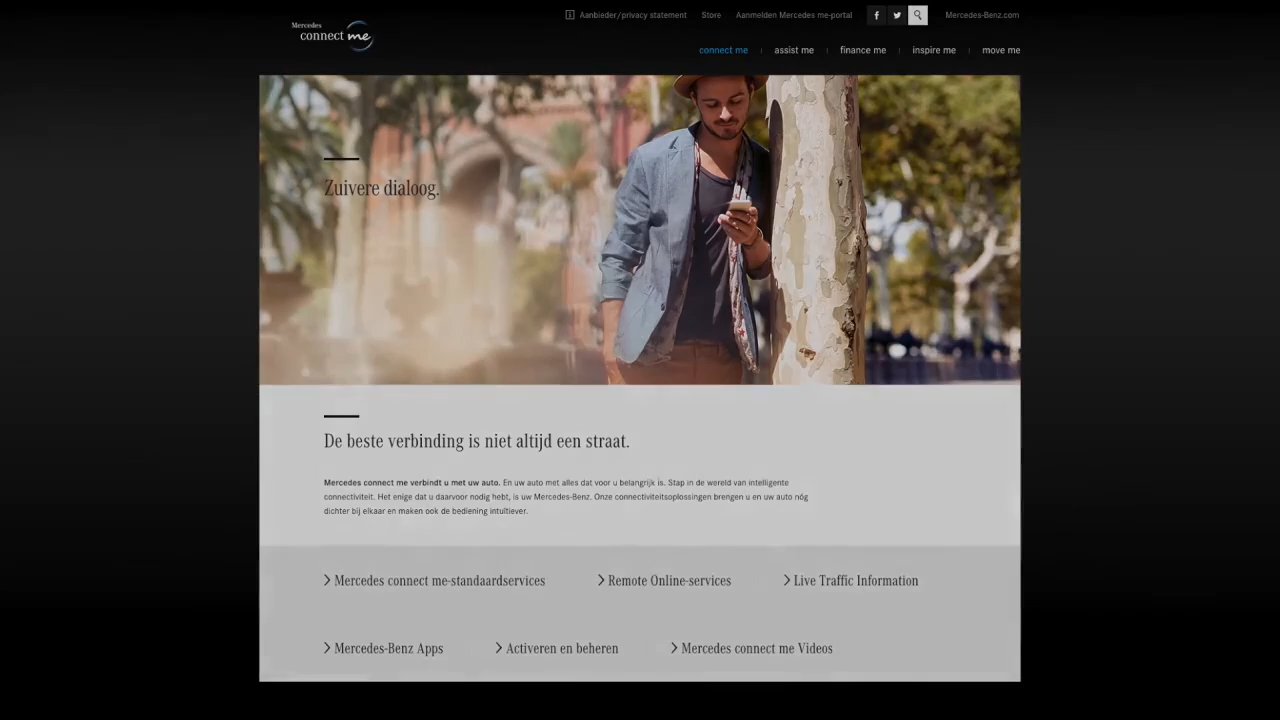 Aanbieder/privacy statement Store Aanmelden Mercedes me-portal Mercedes-Benz.com
Mercedes
connect me
connect me assist me finance me inspire me move me
Zuivere dialoog.
De beste verbinding is niet altijd een straat.
Mercedes connect me verbindt u met uw auto. En uw auto met alles dat voor u belangrijk is. Stap in de wereld van intelligente
connectiviteit. Het enige dat u daarvoor nodig hebt, is uw Mercedes-Benz. Onze connectiviteitsoplossingen brengen u en uw auto nóg
dichter bij elkaar en maken ook de bediening intuïtiever.
Mercedes connect me-standaardservices Remote Online-services Live Traffic Information
Mercedes-Benz Apps Activeren en beheren Mercedes connect me Videos